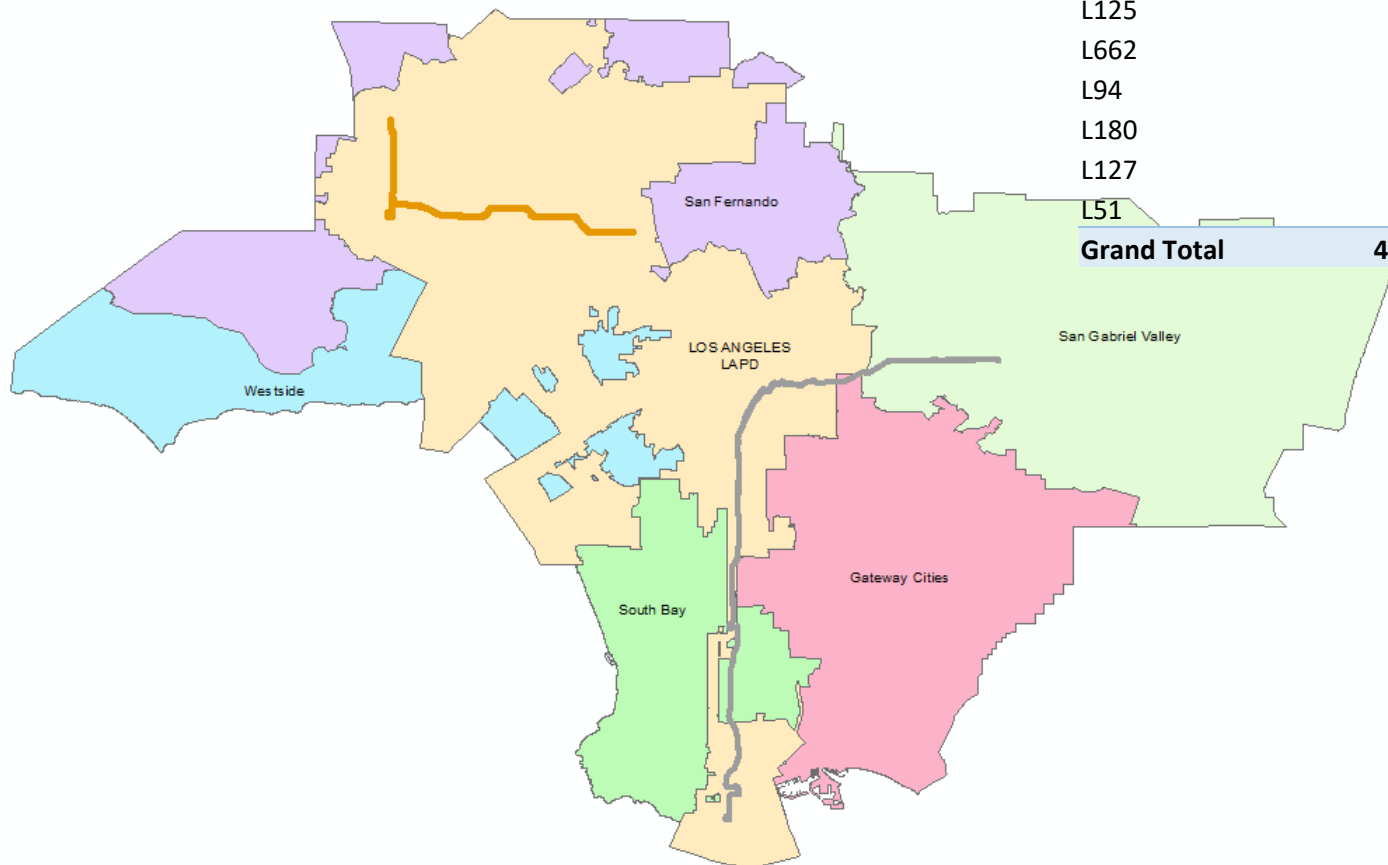 L125
L662
L94
L180
L127
L51
Grand Total 4
San Fernando
San Gabriel Valley
LOS ANGELES
LAPD
Westside
Gateway Cities
South Bay